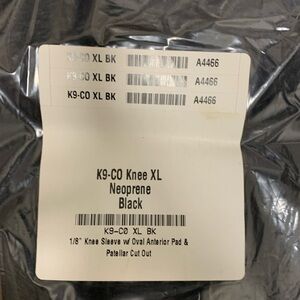 K9-CO XL BK A4466
K9-CO XL BK A4466
K9-CO XL BK A4466
K9-CO Knee XL
Neoprene
Black
K9-CO XL BK
1/8" Knee Sleeve w/ Oval Anterior Pad &
Patellar Cut Out